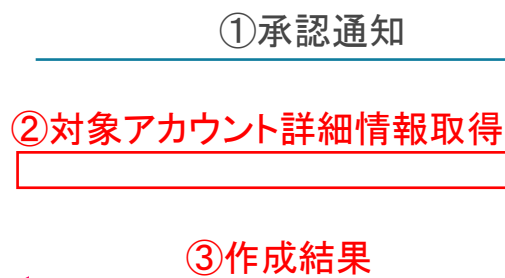 ①承認通知
②対象アカウント詳細情報取得
③作成結果